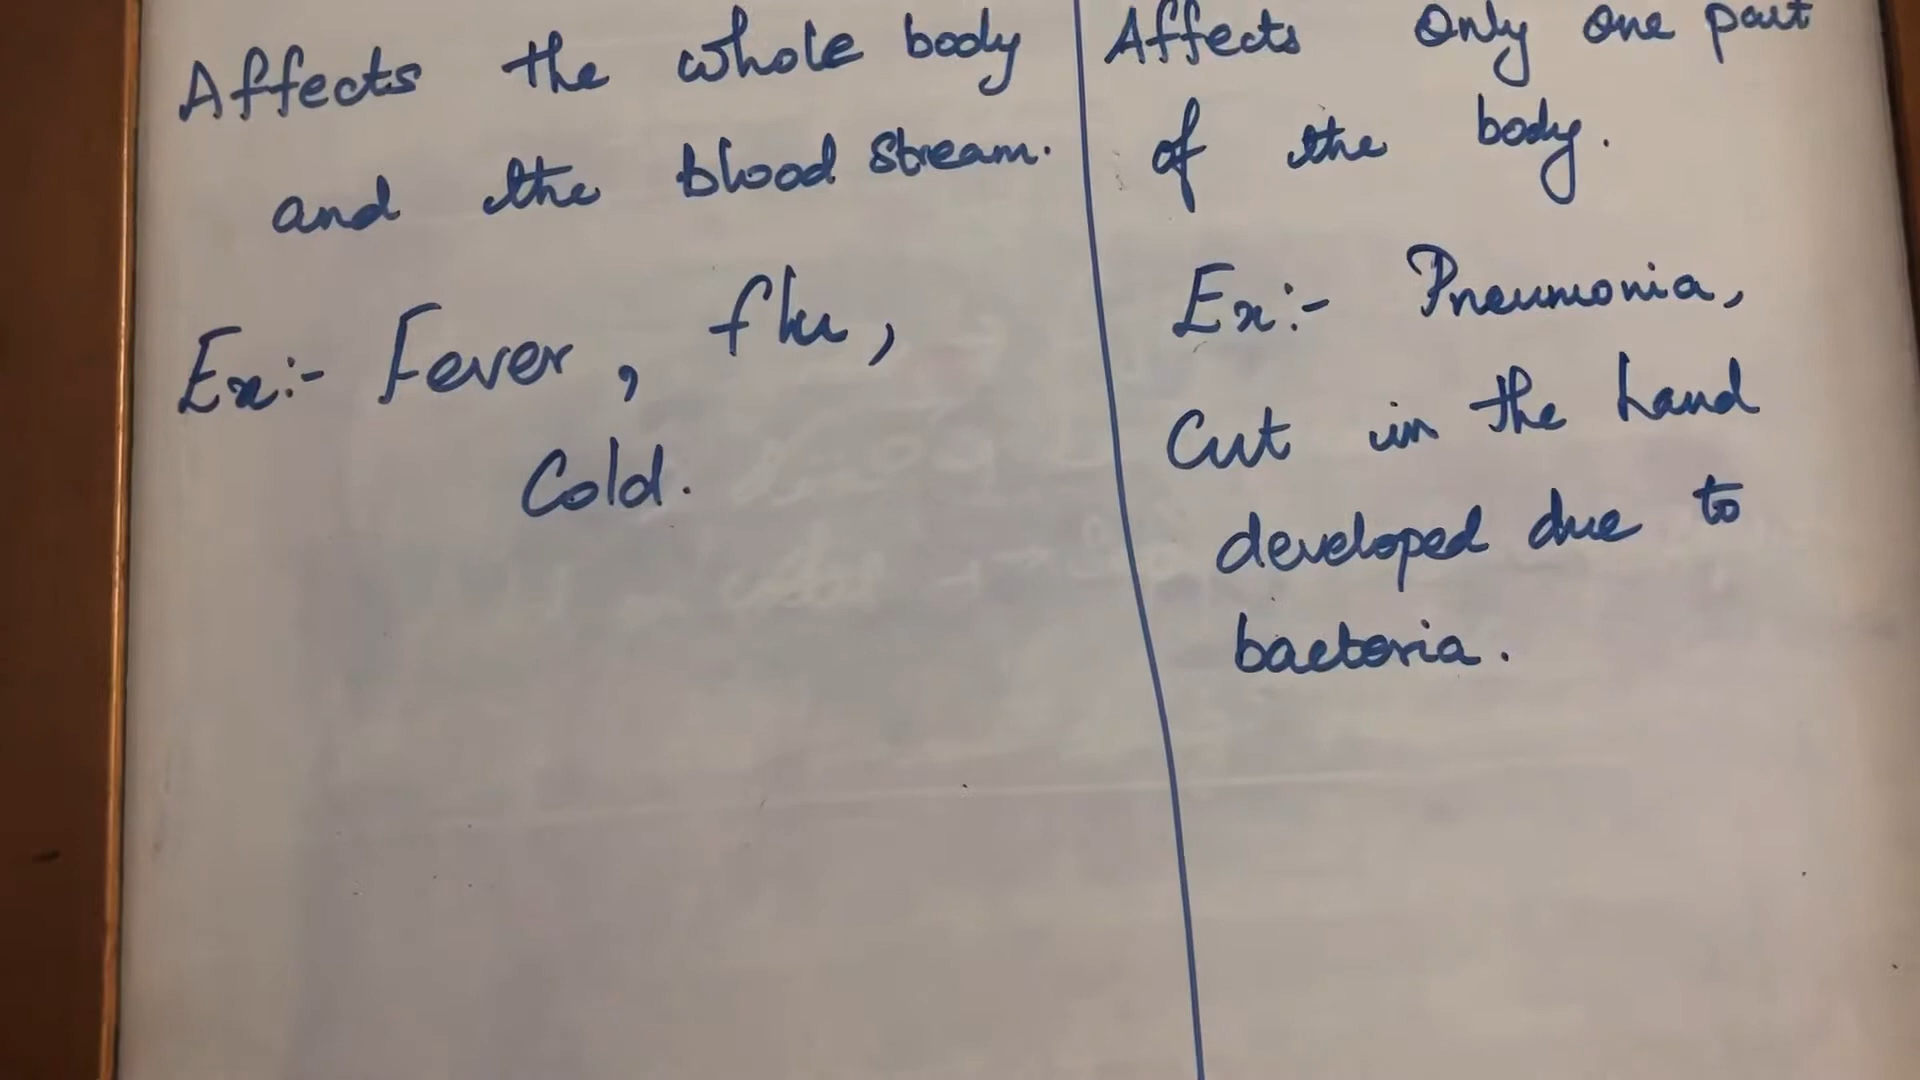 Affects the whole body
and the blood stream.
Ex:- Fever, flu,
Cold.
Affects Only one part
of the body.
Ex:- Pneumonia,
Cut in the hand
developed due to
bacteria.